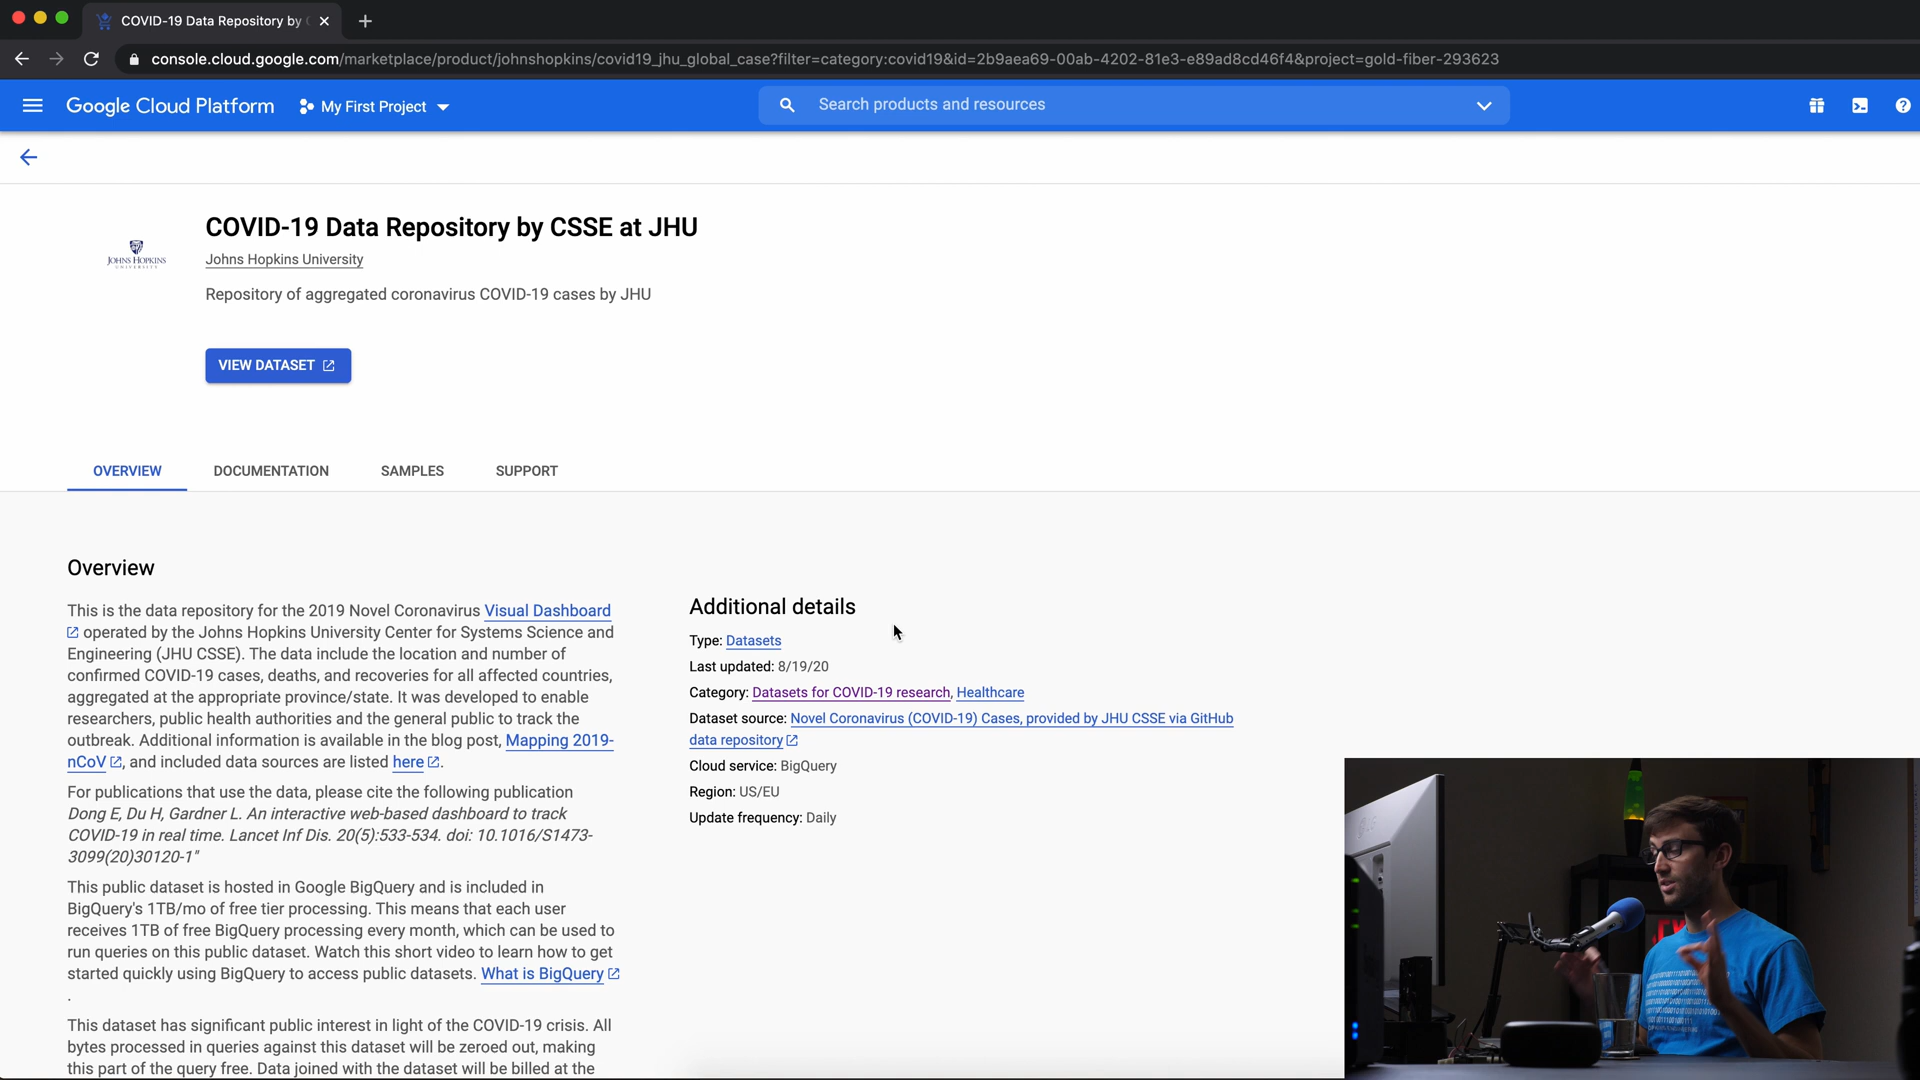 COVID-19 Data Repository by
console.cloud.google.com/marketplace/product/johnshopkins/covid19_jhu_global_case?filter=category:covid19&id=2b9aea69-00ab-4202-81e3-e89ad8cd46f4&project=gold-fiber-293623
Google Cloud Platform My First Project Search products and resources
COVID-19 Data Repository by CSSE at JHU
JOHNS HOPKINS
UNIVERSITY
Johns Hopkins University
Repository of aggregated coronavirus COVID-19 cases by JHU
VIEW DATASET
OVERVIEW DOCUMENTATION SAMPLES SUPPORT
Overview
This is the data repository for the 2019 Novel Coronavirus Visual Dashboard
operated by the Johns Hopkins University Center for Systems Science and
Engineering (JHU CSSE). The data include the location and number of
confirmed COVID-19 cases, deaths, and recoveries for all affected countries,
aggregated at the appropriate province/state. It was developed to enable
researchers, public health authorities and the general public to track the
outbreak. Additional information is available in the blog post, Mapping 2019-
nCoV, and included data sources are listed here.
For publications that use the data, please cite the following publication
Dong E, Du H, Gardner L. An interactive web-based dashboard to track
COVID-19 in real time. Lancet Inf Dis. 20(5):533-534. doi: 10.1016/S1473-
3099(20)30120-1"
This public dataset is hosted in Google BigQuery and is included in
BigQuery's 1TB/mo of free tier processing. This means that each user
receives 1TB of free BigQuery processing every month, which can be used to
run queries on this public dataset. Watch this short video to learn how to get
started quickly using BigQuery to access public datasets. What is BigQuery
.
This dataset has significant public interest in light of the COVID-19 crisis. All
bytes processed in queries against this dataset will be zeroed out, making
this part of the query free. Data joined with the dataset will be billed at the
Additional details
Type: Datasets
Last updated: 8/19/20
Category: Datasets for COVID-19 research, Healthcare
Dataset source: Novel Coronavirus (COVID-19) Cases, provided by JHU CSSE via GitHub
data repository
Cloud service: BigQuery
Region: US/EU
Update frequency: Daily